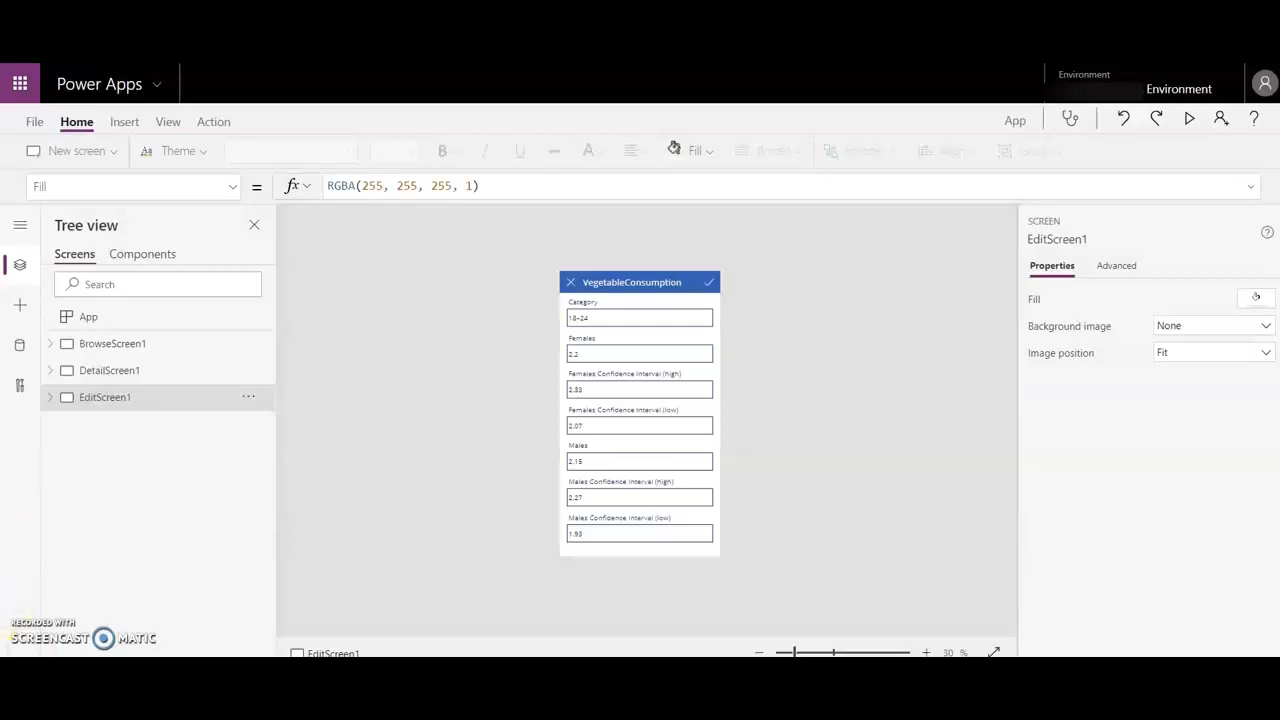 Power Apps
Environment
Environment
File Home Insert View Action App
New screen Theme B I U A Fill Border
Fill = fx RGBA(255, 255, 255, 1)
Tree view
Screens Components
Search
App
BrowseScreen1
DetailScreen1
EditScreen1 ...
VegetableConsumption
Category
18-24
Females
2.2
Females Confidence Interval (high)
2.33
Females Confidence Interval (low)
2.07
Males
2.15
Males Confidence Interval (high)
2.27
Males Confidence Interval (low)
1.93
SCREEN
EditScreen1
Properties Advanced
Fill
Background image None
Image position Fit
RECORDED WITH
SCREENCAST MATIC
EditScreen1 − + 30 %